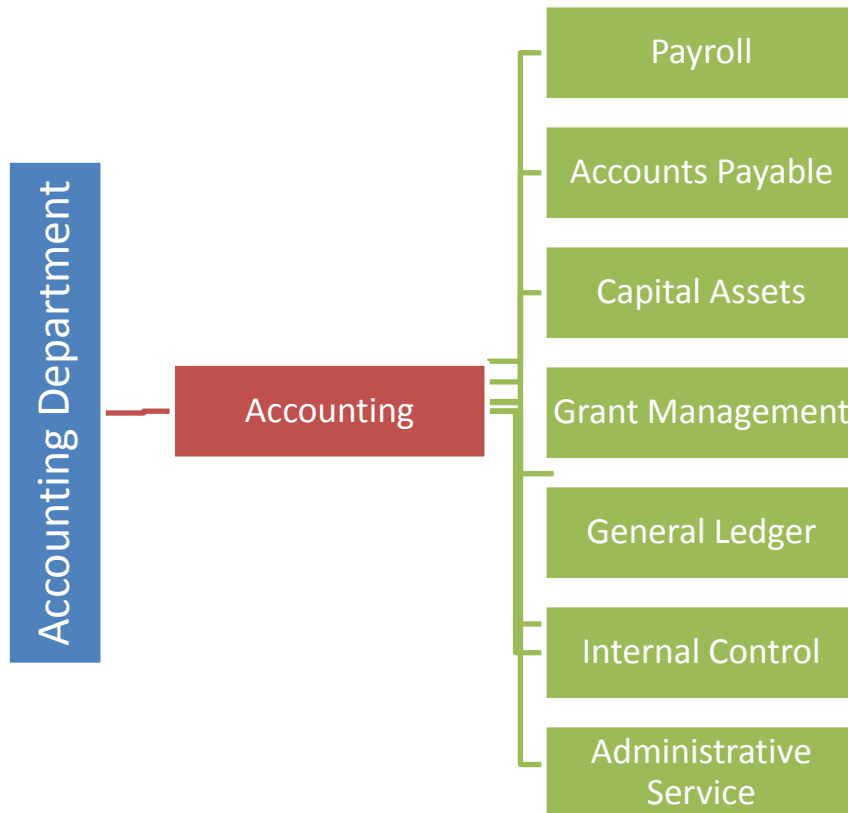 Accounting Department
Accounting
Payroll
Accounts Payable
Capital Assets
Grant Management
General Ledger
Internal Control
Administrative
Service